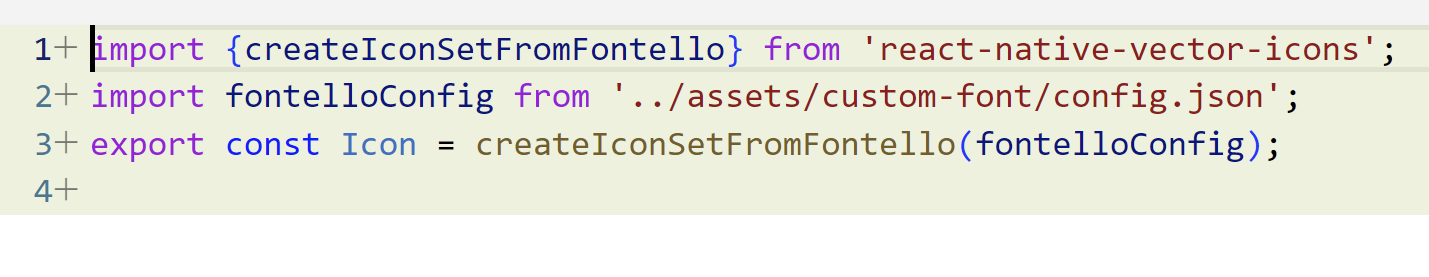 1+ import {createIconSetFromFontello} from 'react-native-vector-icons';
2+ import fontelloConfig from '../assets/custom-font/config.json';
3+ export const Icon = createIconSetFromFontello(fontelloConfig);
4+